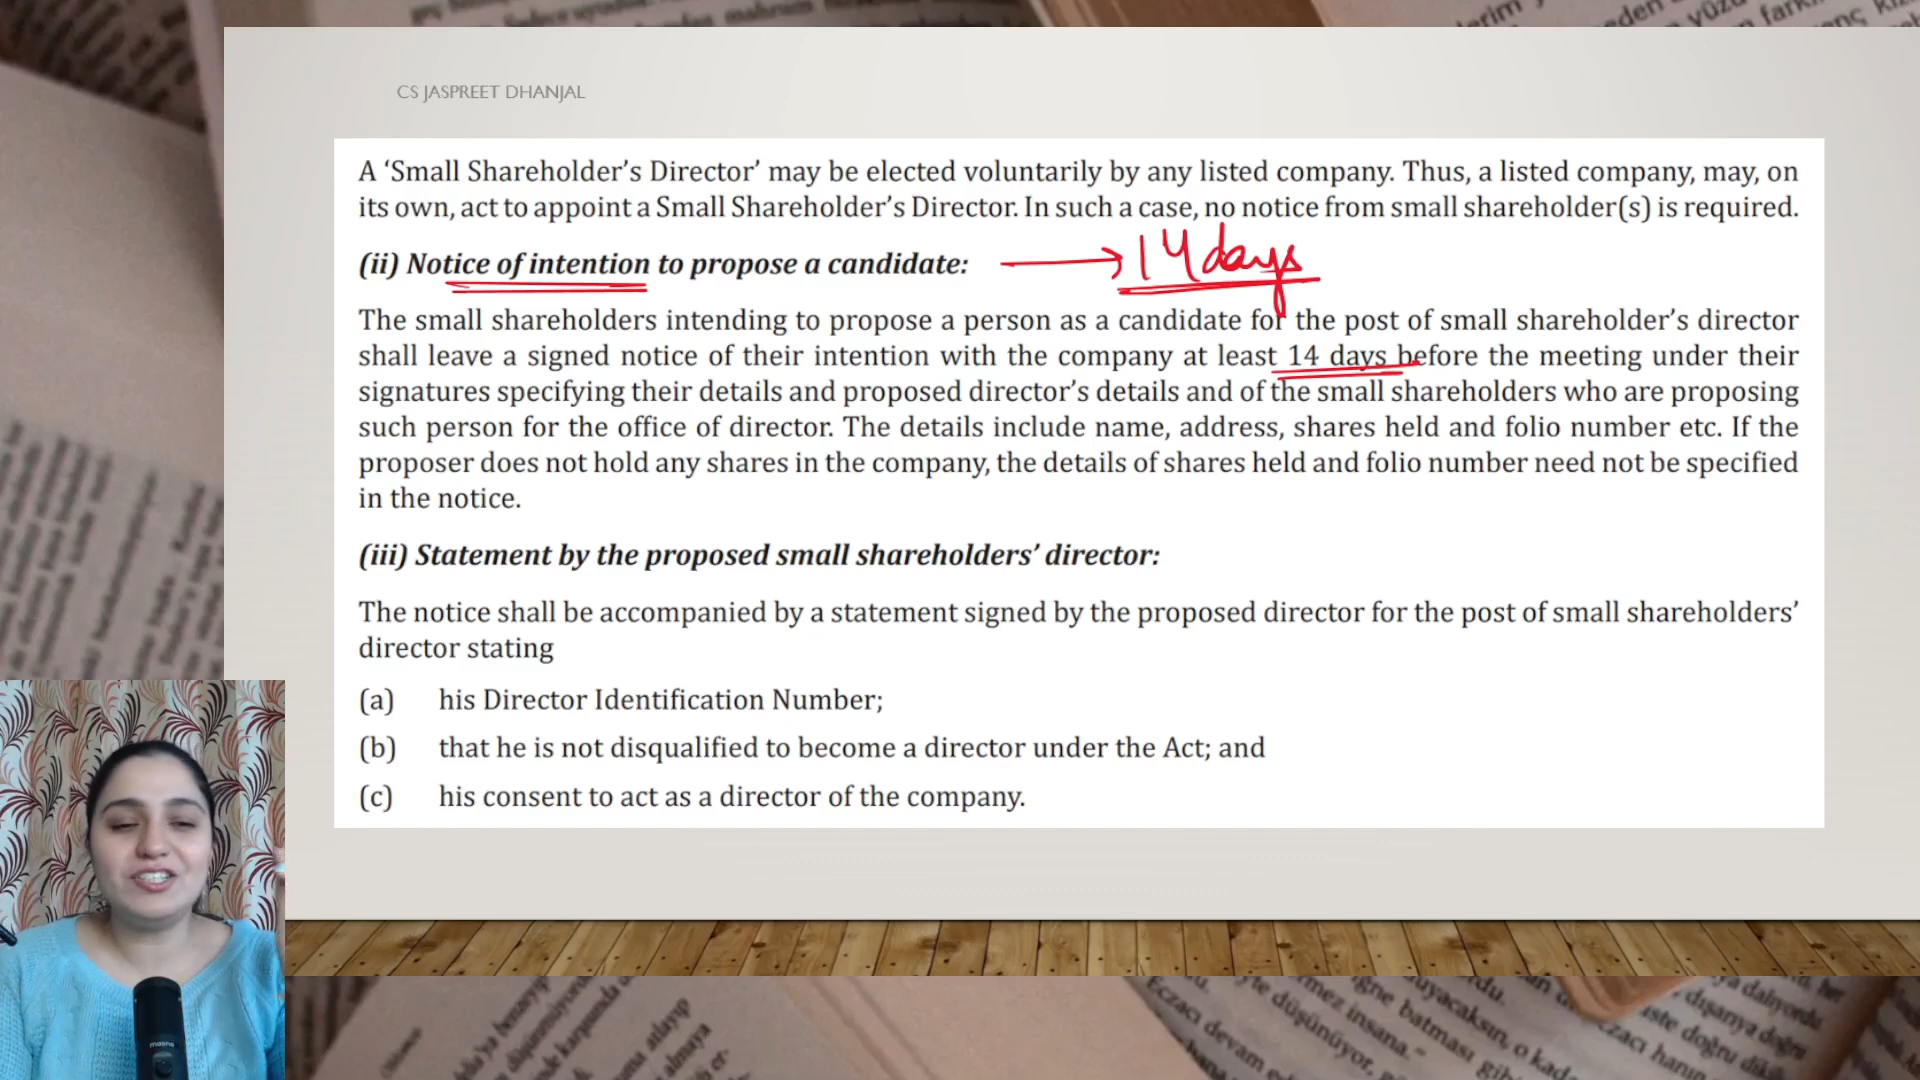 CS JASPREET DHANJAL
A ‘Small Shareholder’s Director’ may be elected voluntarily by any listed company. Thus, a listed company, may, on
its own, act to appoint a Small Shareholder’s Director. In such a case, no notice from small shareholder(s) is required.
(ii) Notice of intention to propose a candidate: 14 days
The small shareholders intending to propose a person as a candidate for the post of small shareholder’s director
shall leave a signed notice of their intention with the company at least 14 days before the meeting under their
signatures specifying their details and proposed director’s details and of the small shareholders who are proposing
such person for the office of director. The details include name, address, shares held and folio number etc. If the
proposer does not hold any shares in the company, the details of shares held and folio number need not be specified
in the notice.
(iii) Statement by the proposed small shareholders’ director:
The notice shall be accompanied by a statement signed by the proposed director for the post of small shareholders’
director stating
(a) his Director Identification Number;
(b) that he is not disqualified to become a director under the Act; and
(c) his consent to act as a director of the company.
maono